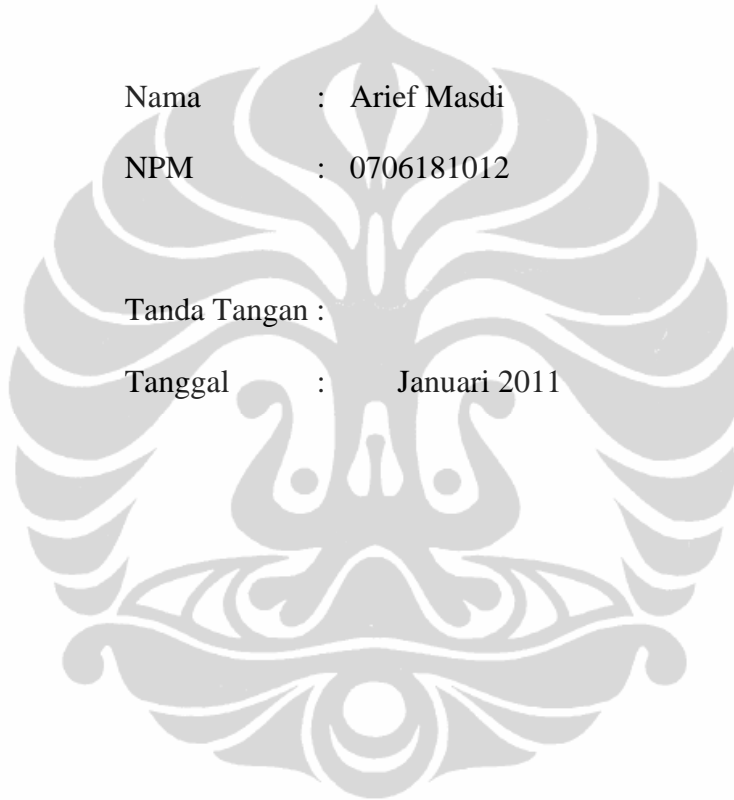 Nama : Arief Masdi
NPM : 0706181012
Tanda Tangan :
Tanggal : Januari 2011